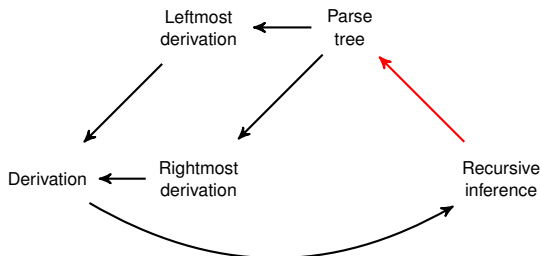 Leftmost
derivation
Parse
tree
Derivation
Rightmost
derivation
Recursive
inference